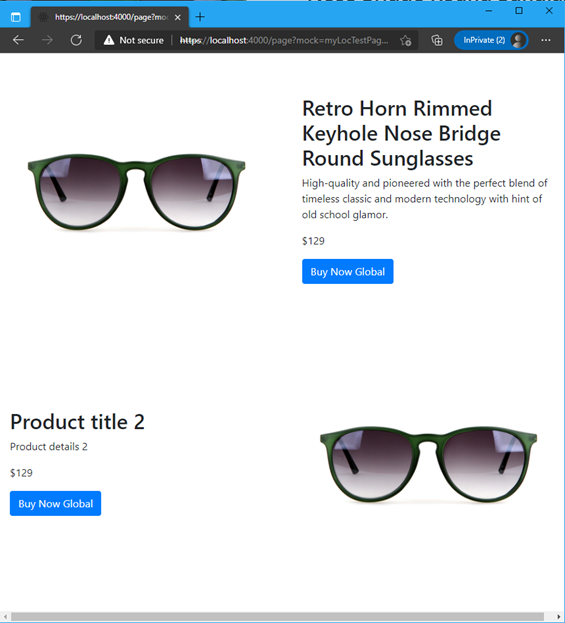 https://localhost:4000/page?moc
Not secure
https://localhost:4000/page?mock=myLocTestPag...
InPrivate (2)
Retro Horn Rimmed
Keyhole Nose Bridge
Round Sunglasses
High-quality and pioneered with the perfect blend of
timeless classic and modern technology with hint of
old school glamor.
$129
Buy Now Global
Product title 2
Product details 2
$129
Buy Now Global